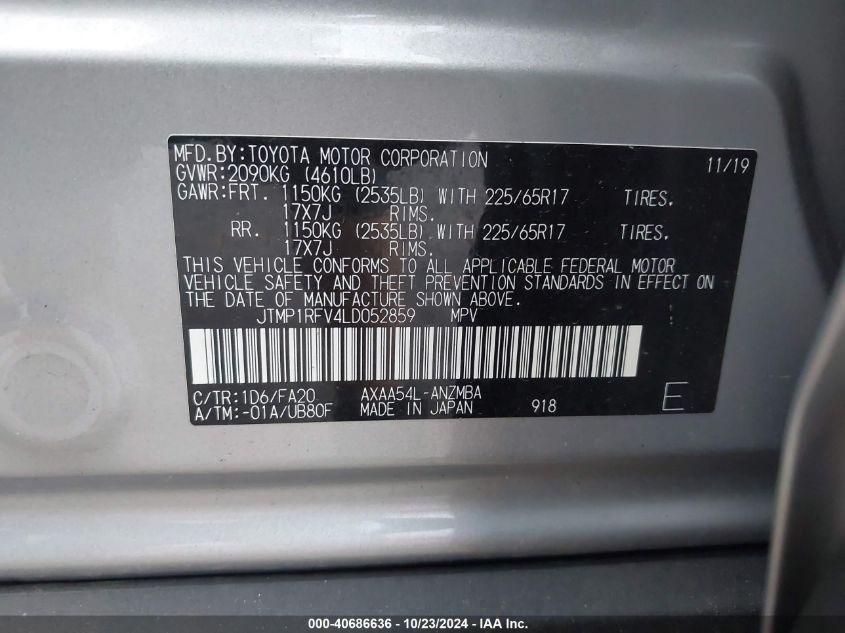 MFD.BY:TOYOTA MOTOR CORPORATION 11/19
GVWR:2090KG (4610LB)
GAWR:FRT. 1150KG (2535LB) WITH 225/65R17 TIRES.
17X7J RIMS.
RR. 1150KG (2535LB) WITH 225/65R17 TIRES.
17X7J RIMS.
THIS VEHICLE CONFORMS TO ALL APPLICABLE FEDERAL MOTOR
VEHICLE SAFETY AND THEFT PREVENTION STANDARDS IN EFFECT ON
THE DATE OF MANUFACTURE SHOWN ABOVE.
JTMP1RFV4LD052859 MPV
C/TR:1D6/FA20 AXAA54L-ANZMBA
A/TM:-01A/UB80F MADE IN JAPAN 918 E
000-40686636 - 10/23/2024 - IAA Inc.